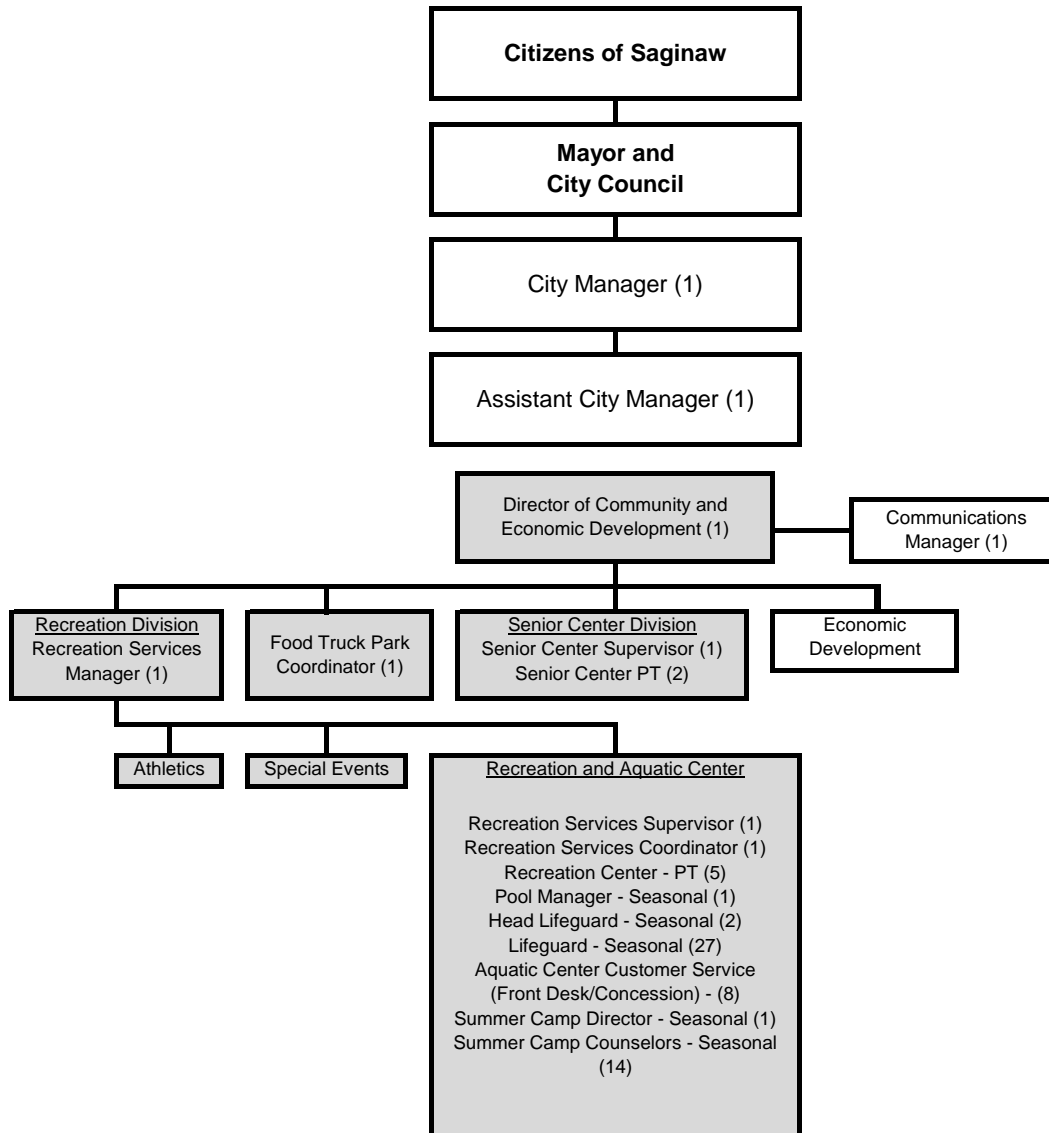 Citizens of Saginaw
Mayor and
City Council
City Manager (1)
Assistant City Manager (1)
Director of Community and
Economic Development (1)
Communications
Manager (1)
Recreation Division
Recreation Services
Manager (1)
Food Truck Park
Coordinator (1)
Senior Center Division
Senior Center Supervisor (1)
Senior Center PT (2)
Economic
Development
Athletics
Special Events
Recreation and Aquatic Center
Recreation Services Supervisor (1)
Recreation Services Coordinator (1)
Recreation Center - PT (5)
Pool Manager - Seasonal (1)
Head Lifeguard - Seasonal (2)
Lifeguard - Seasonal (27)
Aquatic Center Customer Service
(Front Desk/Concession) - (8)
Summer Camp Director - Seasonal (1)
Summer Camp Counselors - Seasonal
(14)